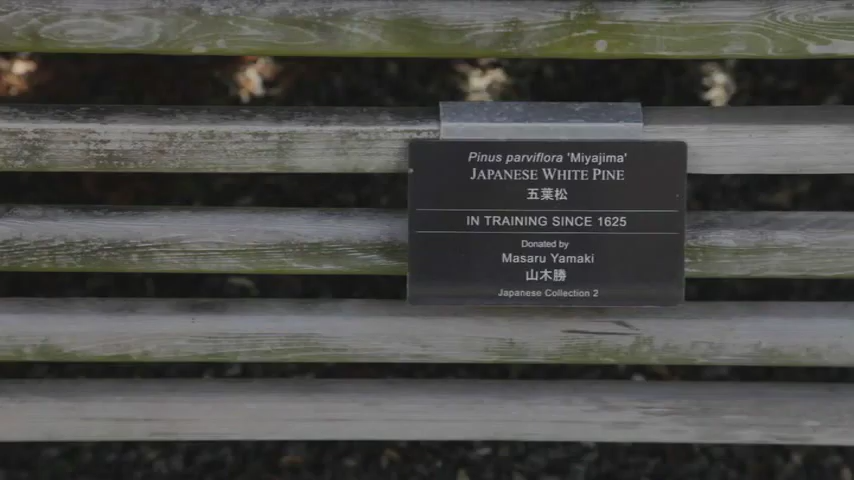 Pinus parviflora 'Miyajima'
JAPANESE WHITE PINE
五葉松
IN TRAINING SINCE 1625
Donated by
Masaru Yamaki
山木勝
Japanese Collection 2